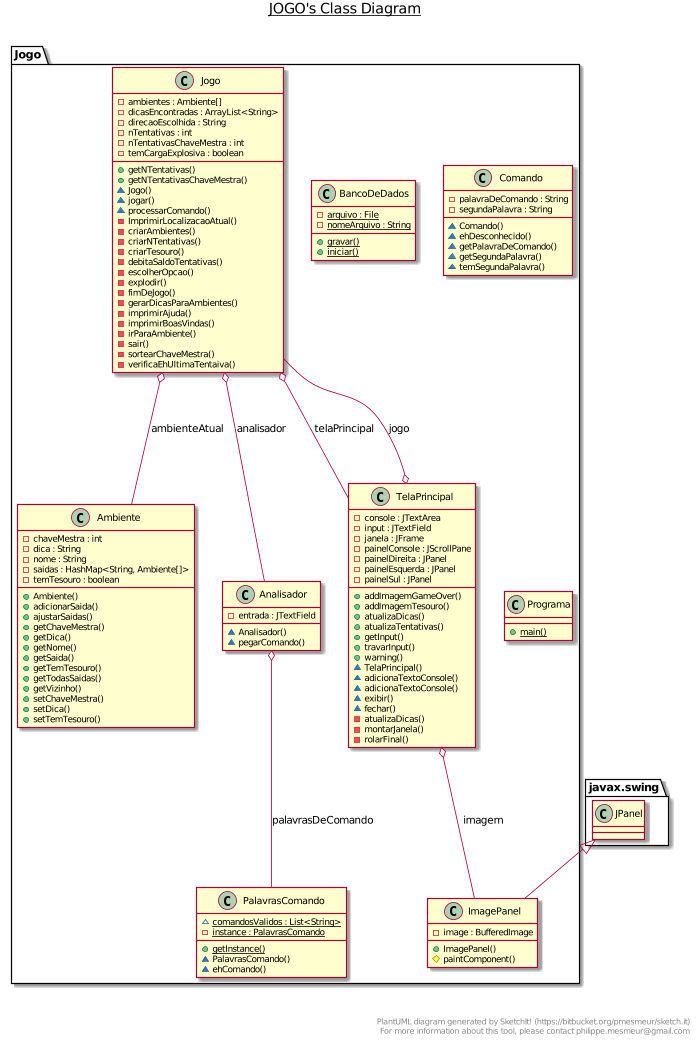 JOGO's Class Diagram
Jogo
C Jogo
ambientes : Ambiente[]
dicasEncontradas : ArrayList<String>
direcaoEscolhida : String
nTentativas : int
nTentativasChaveMestra : int
temCargaExplosiva : boolean
getNTentativas()
getNTentativasChaveMestra()
Jogo()
jogar()
processarComando()
ImprimirLocalizacaoAtual()
criarAmbientes()
criarNTentativas()
criarTesouro()
debitaSaldoTentativas()
escolherOpcao()
explodir()
fimDeJogo()
gerarDicasParaAmbientes()
imprimirAjuda()
imprimirBoasVindas()
irParaAmbiente()
sair()
sortearChaveMestra()
verificaEhUltimaTentaiva()
C BancoDeDados
arquivo : File
nomeArquivo : String
gravar()
iniciar()
C Comando
palavraDeComando : String
segundaPalavra : String
Comando()
ehDesconhecido()
getPalavraDeComando()
getSegundaPalavra()
temSegundaPalavra()
ambienteAtual
analisador
telaPrincipal
jogo
C Ambiente
chaveMestra : int
dica : String
nome : String
saidas : HashMap<String, Ambiente[]>
temTesouro : boolean
Ambiente()
adicionarSaida()
ajustarSaidas()
getChaveMestra()
getDica()
getNome()
getSaida()
getTemTesouro()
getTodasSaidas()
getVizinho()
setChaveMestra()
setDica()
setTemTesouro()
C Analisador
entrada : JTextField
Analisador()
pegarComando()
C TelaPrincipal
console : JTextArea
input : JTextField
janela : JFrame
painelConsole : JScrollPane
painelDireita : JPanel
painelEsquerda : JPanel
painelSul : JPanel
addImagemGameOver()
addImagemTesouro()
atualizaDicas()
atualizaTentativas()
getInput()
travarInput()
warning()
TelaPrincipal()
adicionaTextoConsole()
adicionaTextoConsole()
exibir()
fechar()
atualizaDicas()
montarJanela()
rolarFinal()
C Programa
main()
javax.swing
C JPanel
palavrasDeComando
imagem
C PalavrasComando
comandosValidos : List<String>
instance : PalavrasComando
getInstance()
PalavrasComando()
ehComando()
C ImagePanel
image : BufferedImage
ImagePanel()
paintComponent()
PlantUML diagram generated by SketchIt! (https://bitbucket.org/pmesmeur/sketch.it)
For more information about this tool, please contact philippe.mesmeur@gmail.com